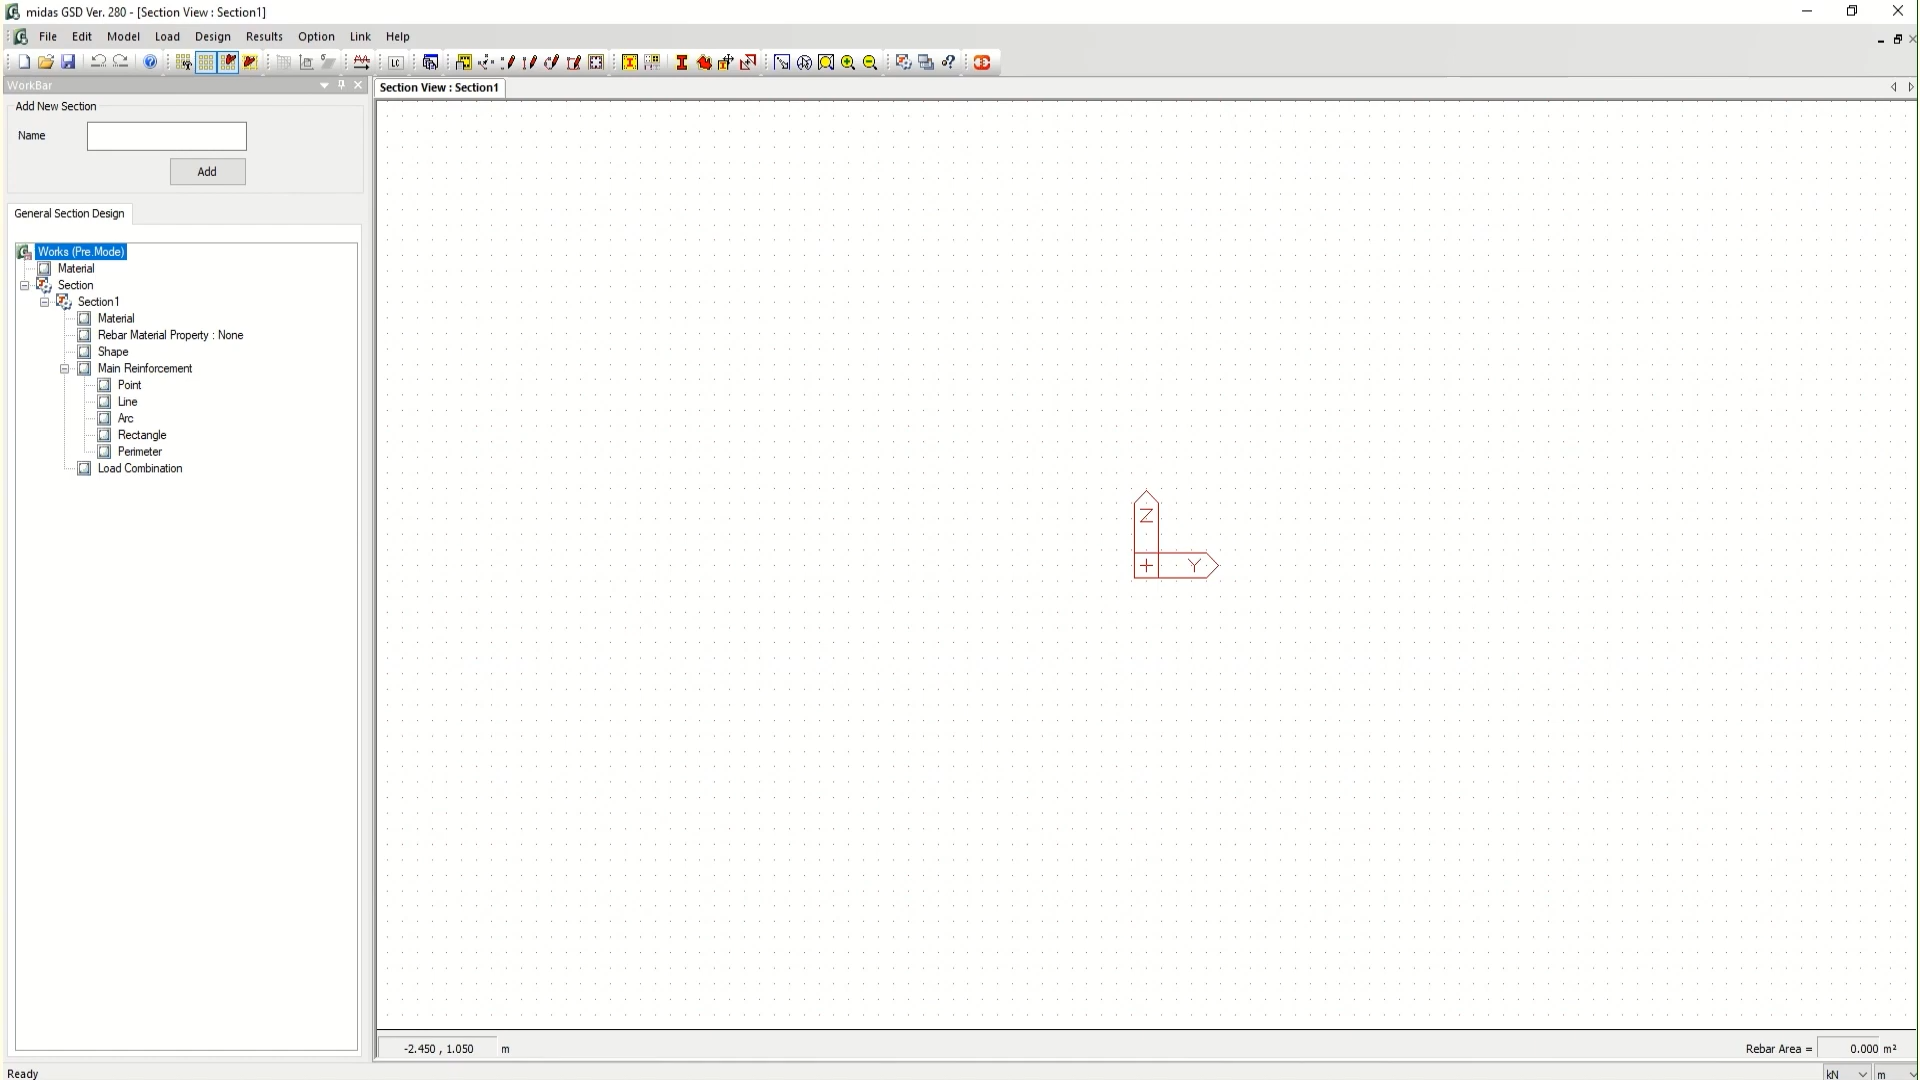 midas GSD Ver. 280 - [Section View : Section1]
File Edit Model Load Design Results Option Link Help
LC
WorkBar
Section View : Section1
Add New Section
Name
Add
General Section Design
Works (Pre.Mode)
Material
Section
Section1
Material
Rebar Material Property : None
Shape
Main Reinforcement
Point
Line
Arc
Rectangle
Perimeter
Load Combination
Z
Y
-2.450 , 1.050 m
Rebar Area = 0.000 m²
Ready
kN m